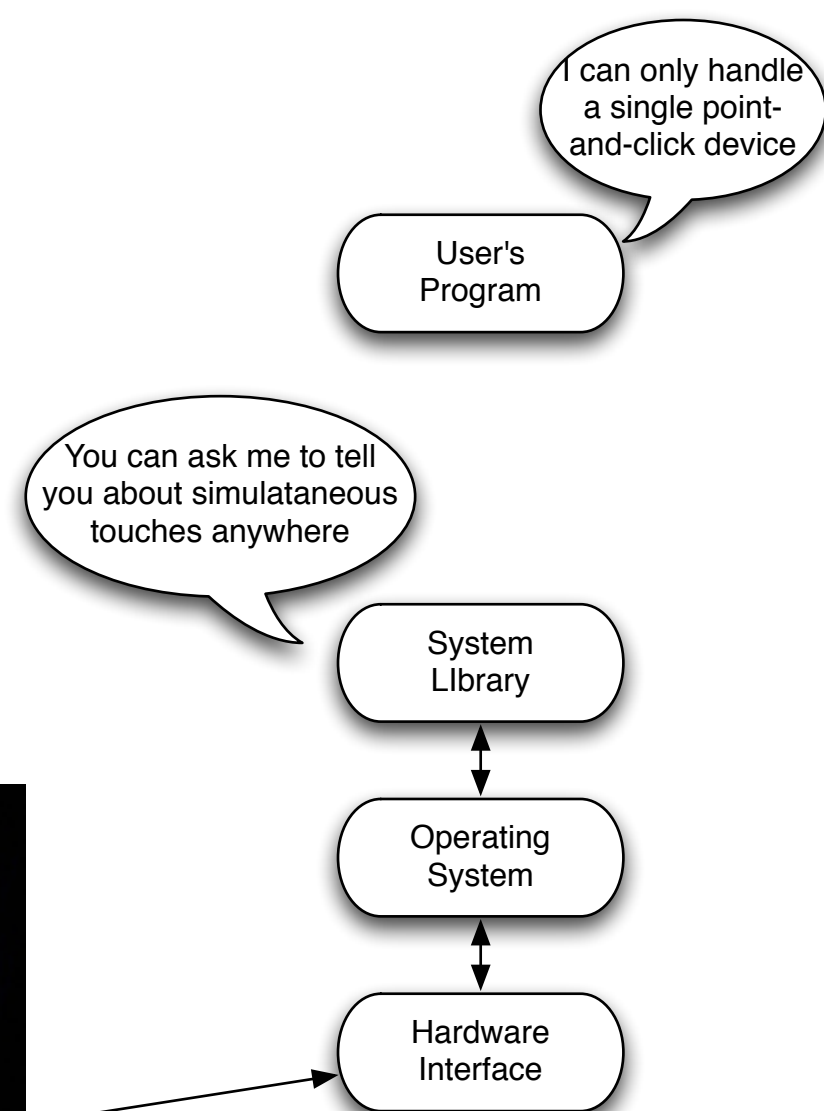 I can only handle
a single point-
and-click device
User's
Program
You can ask me to tell
you about simulataneous
touches anywhere
System
LIbrary
Operating
System
Hardware
Interface